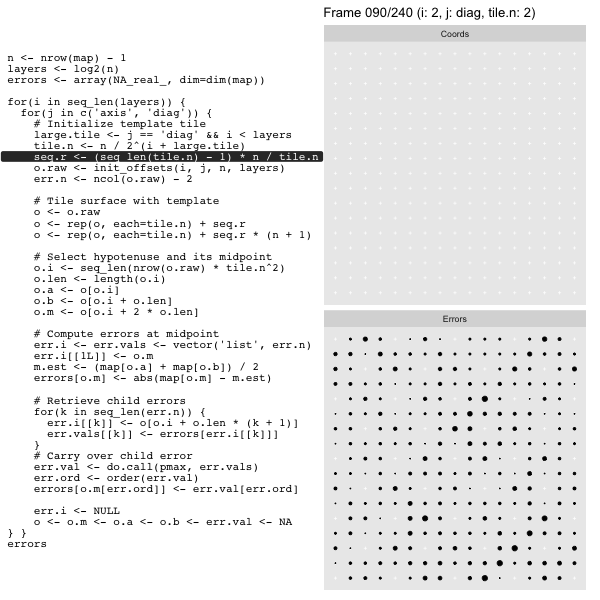 Frame 090/240 (i: 2, j: diag, tile.n: 2)
Coords
n <- nrow(map) - 1
layers <- log2(n)
errors <- array(NA_real_, dim=dim(map))
for(i in seq_len(layers)) {
  for(j in c('axis', 'diag')) {
    # Initialize template tile
    large.tile <- j == 'diag' && i < layers
    tile.n <- n / 2^(i + large.tile)
    seq.r <- (seq_len(tile.n) - 1) * n / tile.n
    o.raw <- init_offsets(i, j, n, layers)
    err.n <- ncol(o.raw) - 2
    # Tile surface with template
    o <- o.raw
    o <- rep(o, each=tile.n) + seq.r
    o <- rep(o, each=tile.n) + seq.r * (n + 1)
    # Select hypotenuse and its midpoint
    o.i <- seq_len(nrow(o.raw) * tile.n^2)
    o.len <- length(o.i)
    o.a <- o[o.i]
    o.b <- o[o.i + o.len]
    o.m <- o[o.i + 2 * o.len]
    # Compute errors at midpoint
    err.i <- err.vals <- vector('list', err.n)
    err.i[[1L]] <- o.m
    m.est <- (map[o.a] + map[o.b]) / 2
    errors[o.m] <- abs(map[o.m] - m.est)
    # Retrieve child errors
    for(k in seq_len(err.n)) {
      err.i[[k]] <- o[o.i + o.len * (k + 1)]
      err.vals[[k]] <- errors[err.i[[k]]]
    }
    # Carry over child error
    err.val <- do.call(pmax, err.vals)
    err.ord <- order(err.val)
    errors[o.m[err.ord]] <- err.val[err.ord]
    err.i <- NULL
    o <- o.m <- o.a <- o.b <- err.val <- NA
} }
errors
Errors